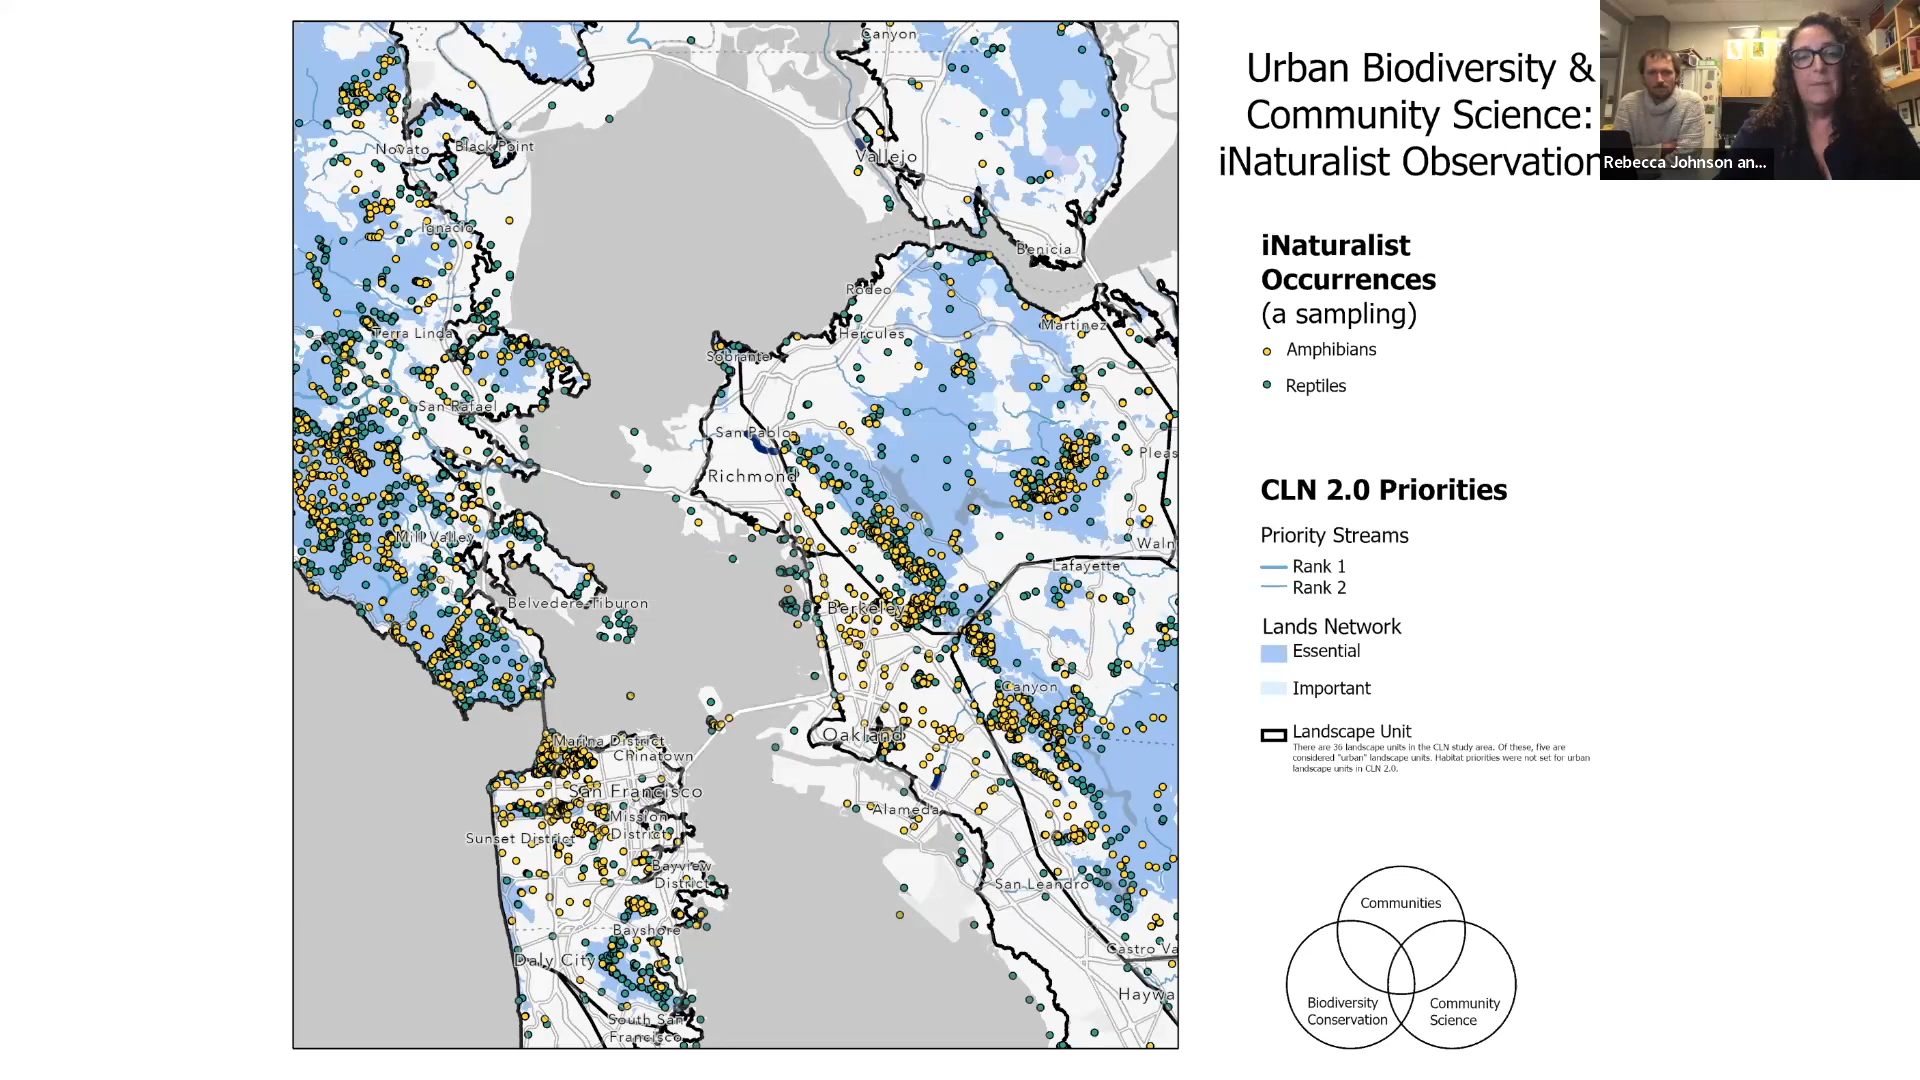 Urban Biodiversity &
Community Science:
iNaturalist Observation
Rebecca Johnson an...
iNaturalist
Occurrences
(a sampling)
Amphibians
Reptiles
CLN 2.0 Priorities
Priority Streams
Rank 1
Rank 2
Lands Network
Essential
Important
Landscape Unit
There are 36 landscape units in the CLN study area. Of these, five are
considered "urban" landscape units. Habitat priorities were not set for urban
landscape units in CLN 2.0.
Communities
Biodiversity
Conservation
Community
Science
Canyon
Novato
Black Point
Vallejo
Ignacio
Benicia
Rodeo
Martinez
Terra Linda
Hercules
Sobrante
San Rafael
San Pablo
Pleas
Richmond
Mill Valley
Waln
Lafayette
Belvedere-Tiburon
Berkeley
Canyon
Oakland
Marina District
Chinatown
San Francisco
Mission
District
Alameda
Sunset District
Bayview
District
San Leandro
Bayshore
Castro Va
Daly City
Haywa
South San
Francisco